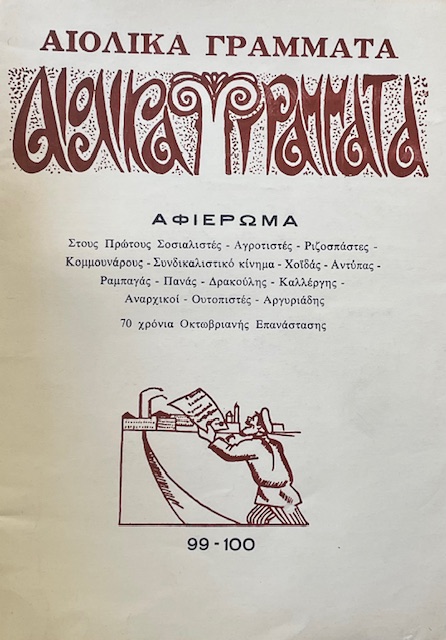 ΑΙΟΛΙΚΑ ΓΡΑΜΜΑΤΑ
ΑΙΟΛΙΚΑ ΓΡΑΜΜΑΤΑ
ΑΦΙΕΡΩΜΑ
Στους Πρώτους Σοσιαλιστές - Αγροτιστές - Ριζοσπάστες -
Κομμουνάρους - Συνδικαλιστικό κίνημα - Χοϊδάς - Αντύπας -
Ραμπαγάς - Πανάς - Δρακούλης - Καλλέργης -
Αναρχικοί - Ουτοπιστές - Αργυριάδης
70 χρόνια Οκτωβριανής Επανάστασης
99 - 100